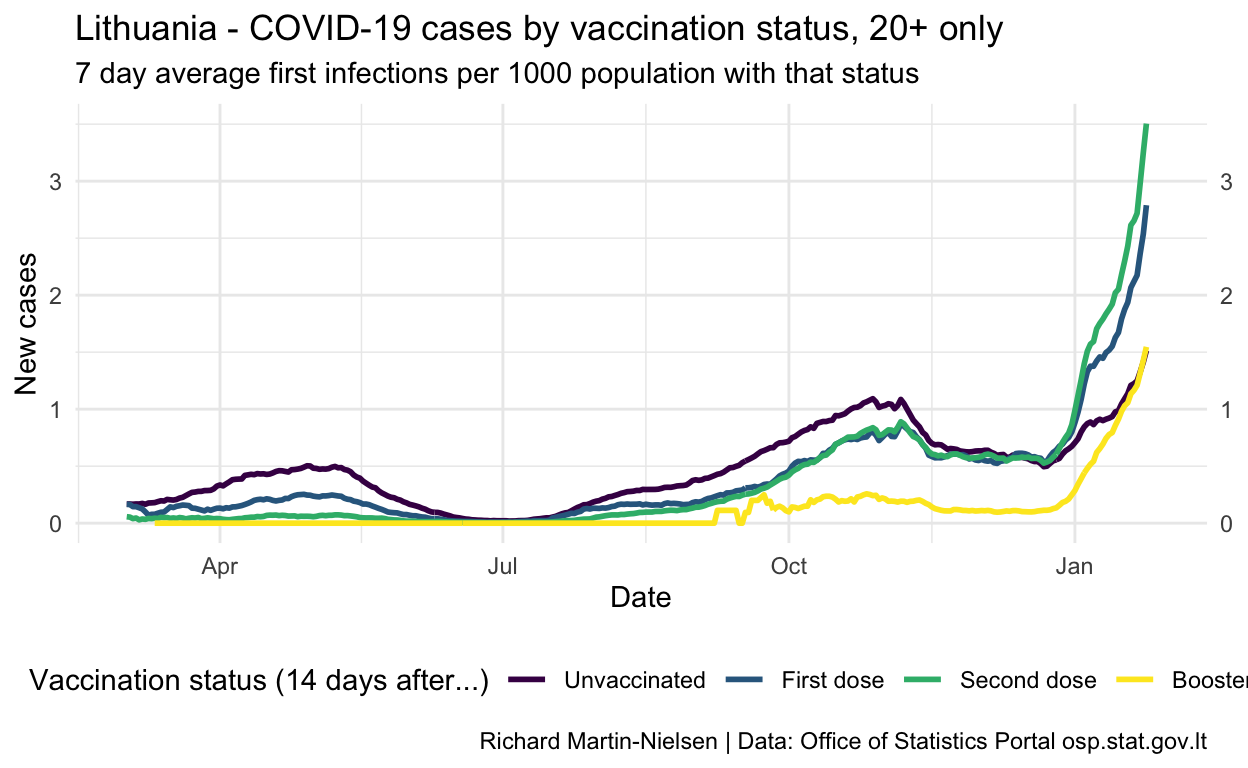 Lithuania - COVID-19 cases by vaccination status, 20+ only
7 day average first infections per 1000 population with that status
New cases
3 3
2 2
1 1
0 0
Apr Jul Oct Jan
Date
Vaccination status (14 days after...) Unvaccinated First dose Second dose Booster
Richard Martin-Nielsen | Data: Office of Statistics Portal osp.stat.gov.lt